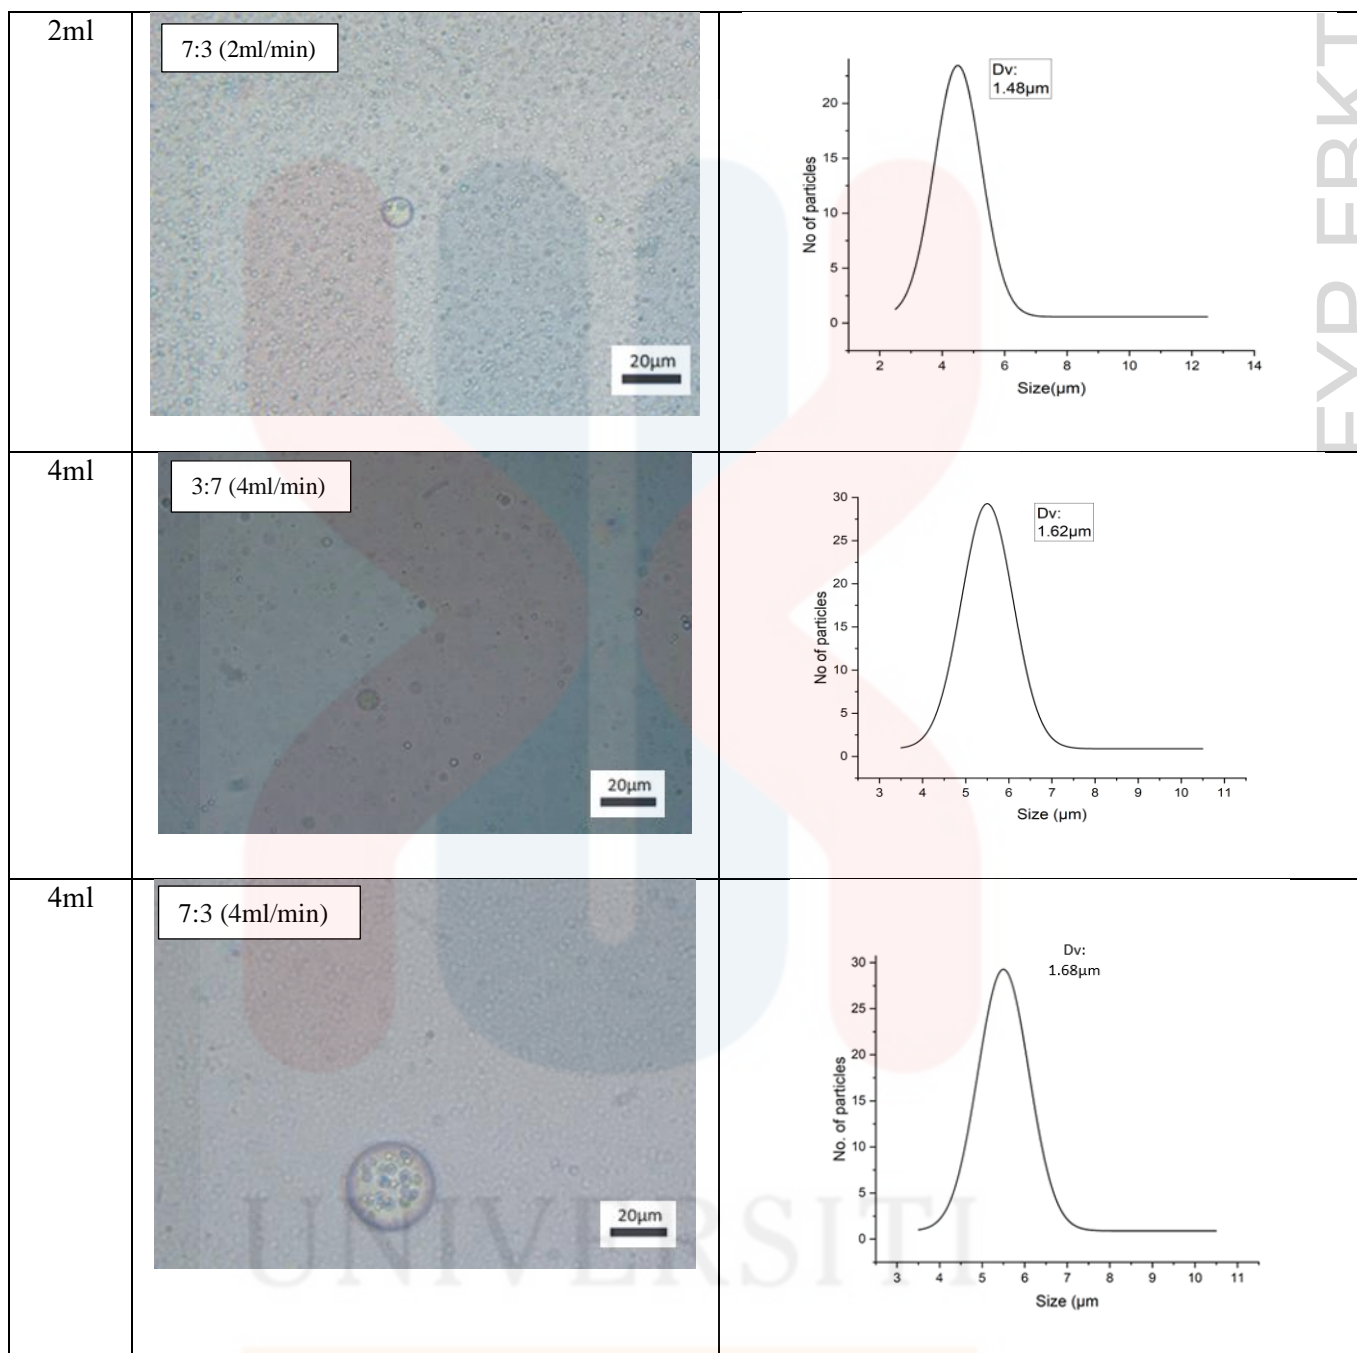 2ml
7:3 (2ml/min)
20µm
Dv:
1.48µm
20
15
10
5
0
No of particles
2 4 6 8 10 12 14
Size(µm)
FYP FBKT
4ml
3:7 (4ml/min)
20µm
Dv:
1.62µm
30
25
20
15
10
5
0
No of particles
3 4 5 6 7 8 9 10 11
Size (µm)
4ml
7:3 (4ml/min)
20µm
Dv:
1.68µm
30
25
20
15
10
5
0
No. of particles
3 4 5 6 7 8 9 10 11
Size (µm
UNIVERSITI